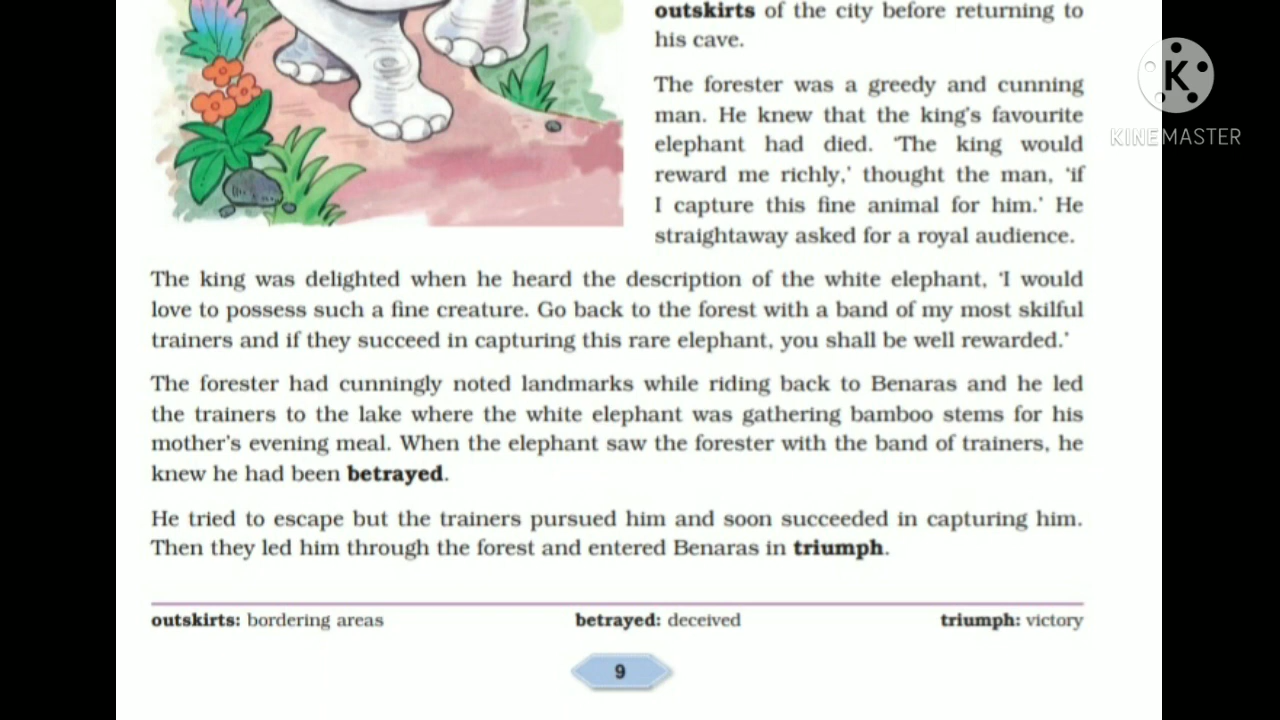 outskirts of the city before returning to
his cave.
The forester was a greedy and cunning
man. He knew that the king's favourite
elephant had died. 'The king would
reward me richly,' thought the man, 'if
I capture this fine animal for him.' He
straightaway asked for a royal audience.
The king was delighted when he heard the description of the white elephant, 'I would
love to possess such a fine creature. Go back to the forest with a band of my most skilful
trainers and if they succeed in capturing this rare elephant, you shall be well rewarded.'
The forester had cunningly noted landmarks while riding back to Benaras and he led
the trainers to the lake where the white elephant was gathering bamboo stems for his
mother's evening meal. When the elephant saw the forester with the band of trainers, he
knew he had been betrayed.
He tried to escape but the trainers pursued him and soon succeeded in capturing him.
Then they led him through the forest and entered Benaras in triumph.
outskirts: bordering areas betrayed: deceived triumph: victory
9
K
KINEMASTER